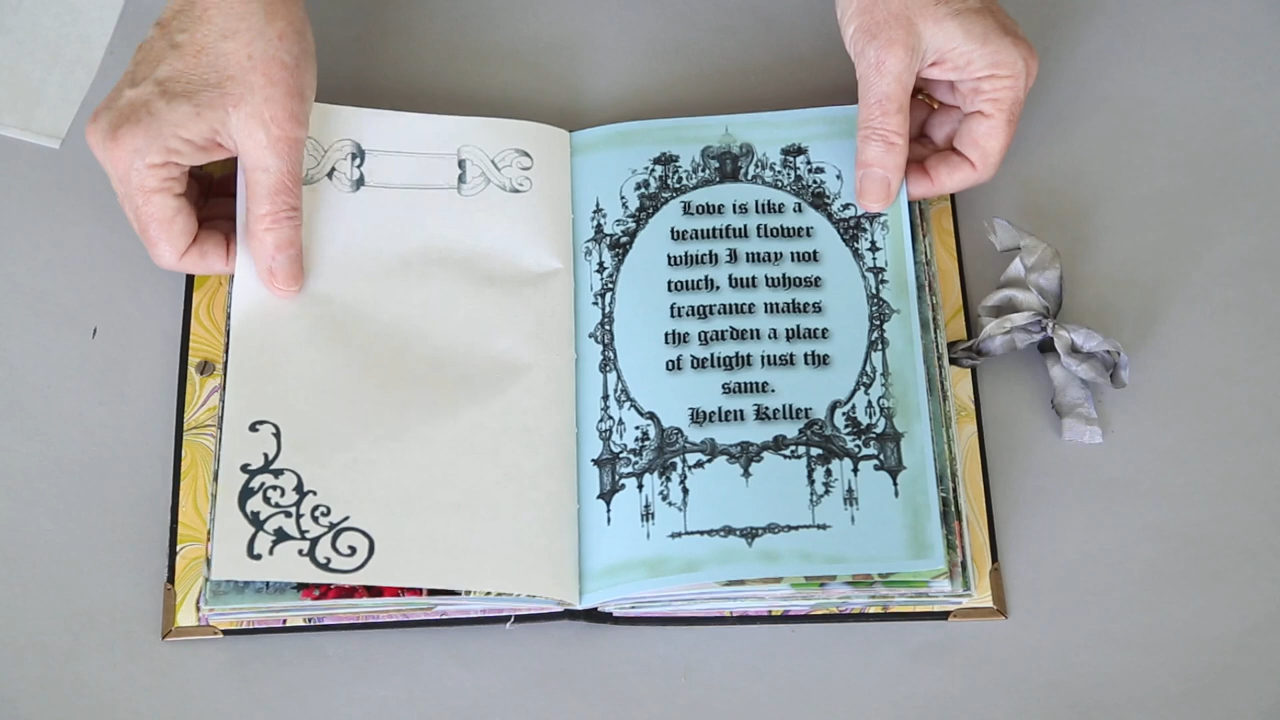 Love is like a
beautiful flower
which I may not
touch, but whose
fragrance makes
the garden a place
of delight just the
same.
Helen Keller